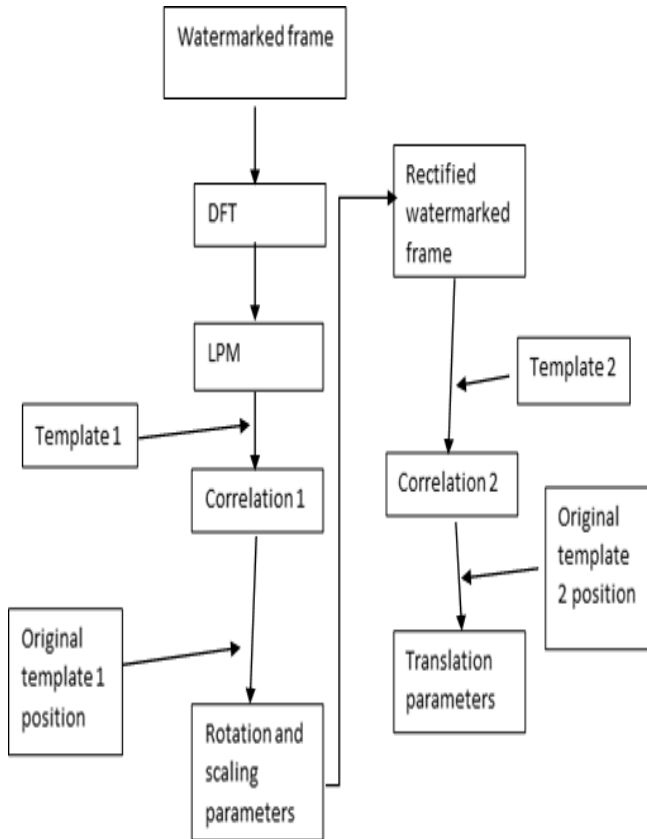 Watermarked frame
DFT
LPM
Template 1
Correlation 1
Original
template 1
position
Rotation and
scaling
parameters
Rectified
watermarked
frame
Template 2
Correlation 2
Original
template
2 position
Translation
parameters